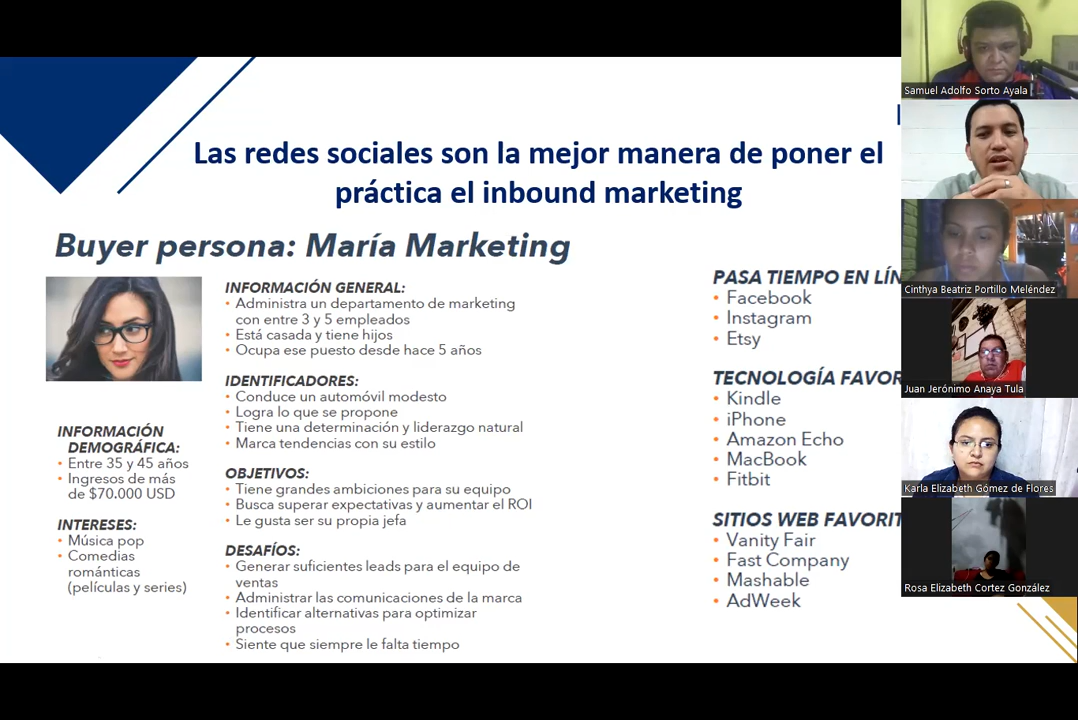 Las redes sociales son la mejor manera de poner el
práctica el inbound marketing
Buyer persona: María Marketing
INFORMACIÓN
DEMOGRÁFICA:
• Entre 35 y 45 años
• Ingresos de más
de $70.000 USD
INTERESES:
• Música pop
• Comedias
románticas
(películas y series)
INFORMACIÓN GENERAL:
• Administra un departamento de marketing
con entre 3 y 5 empleados
• Está casada y tiene hijos
• Ocupa ese puesto desde hace 5 años
IDENTIFICADORES:
• Conduce un automóvil modesto
• Logra lo que se propone
• Tiene una determinación y liderazgo natural
• Marca tendencias con su estilo
OBJETIVOS:
• Tiene grandes ambiciones para su equipo
• Busca superar expectativas y aumentar el ROI
• Le gusta ser su propia jefa
DESAFÍOS:
• Generar suficientes leads para el equipo de
ventas
• Administrar las comunicaciones de la marca
• Identificar alternativas para optimizar
procesos
• Siente que siempre le falta tiempo
PASA TIEMPO EN LÍN
• Facebook
• Instagram
• Etsy
TECNOLOGÍA FAVOR
• Kindle
• iPhone
• Amazon Echo
• MacBook
• Fitbit
SITIOS WEB FAVORIT
• Vanity Fair
• Fast Company
• Mashable
• AdWeek
Samuel Adolfo Sorto Ayala
Cinthya Beatriz Portillo Meléndez
Juan Jerónimo Anaya Tula
Karla Elizabeth Gómez de Flores
Rosa Elizabeth Cortez González